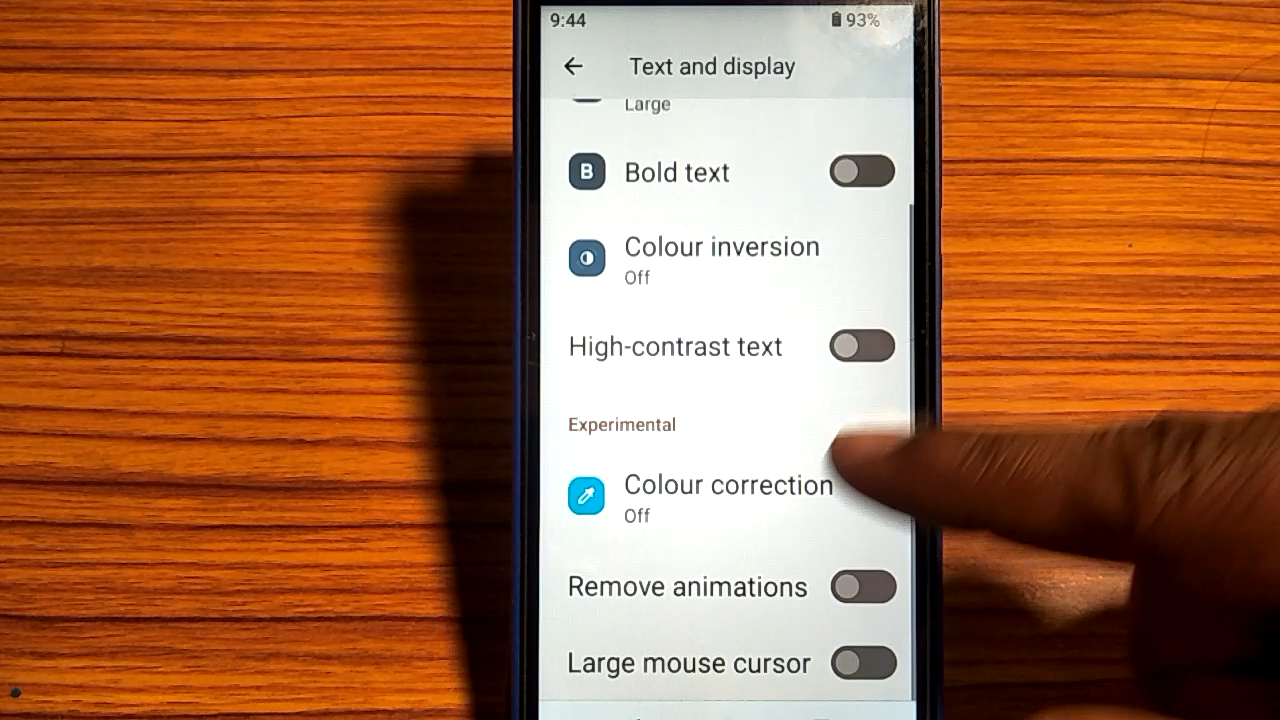 9:44
93%
Text and display
Large
B
Bold text
Colour inversion
Off
High-contrast text
Experimental
Colour correction
Off
Remove animations
Large mouse cursor